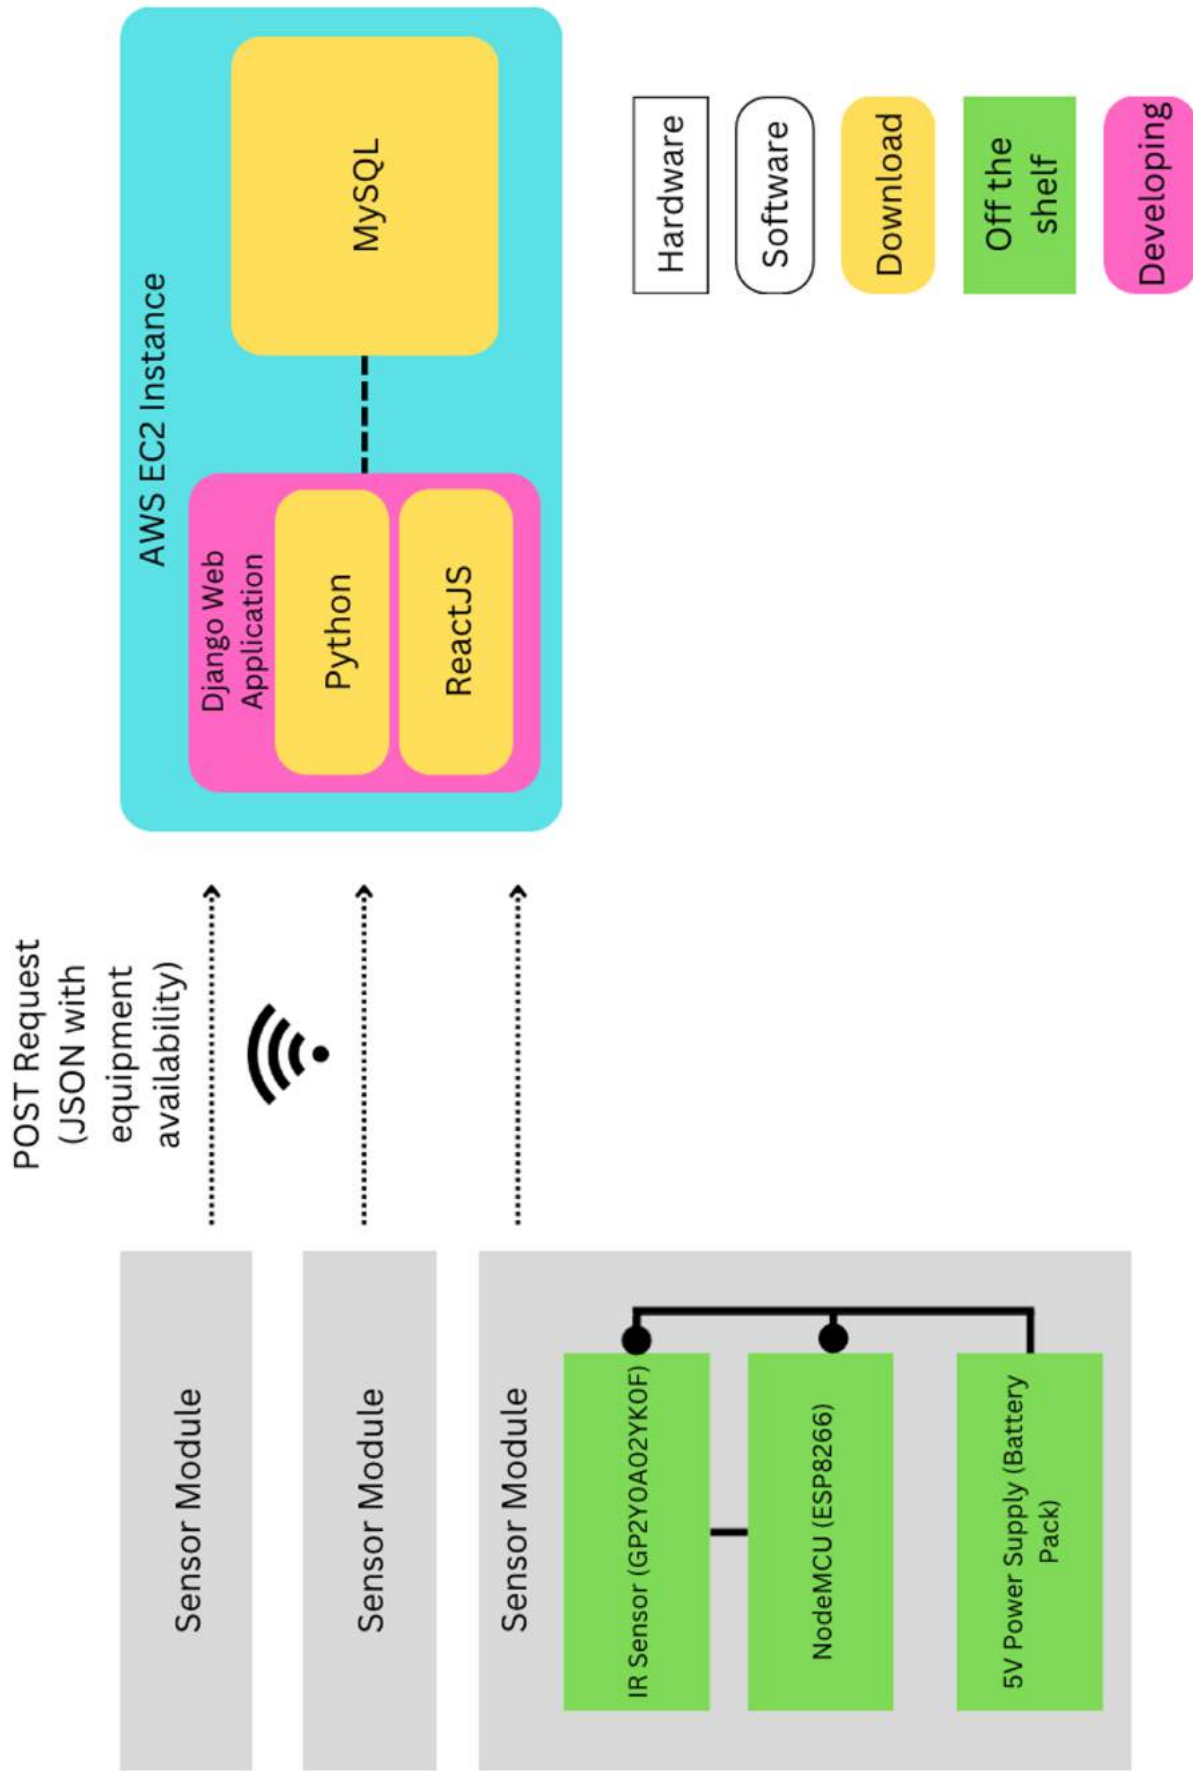 Sensor Module
Sensor Module
Sensor Module
IR Sensor (GP2Y0A02YK0F)
NodeMCU (ESP8266)
5V Power Supply (Battery
Pack)
POST Request
(JSON with
equipment
availability)
AWS EC2 Instance
Django Web
Application
Python
ReactJS
MySQL
Hardware
Software
Download
Off the
shelf
Developing